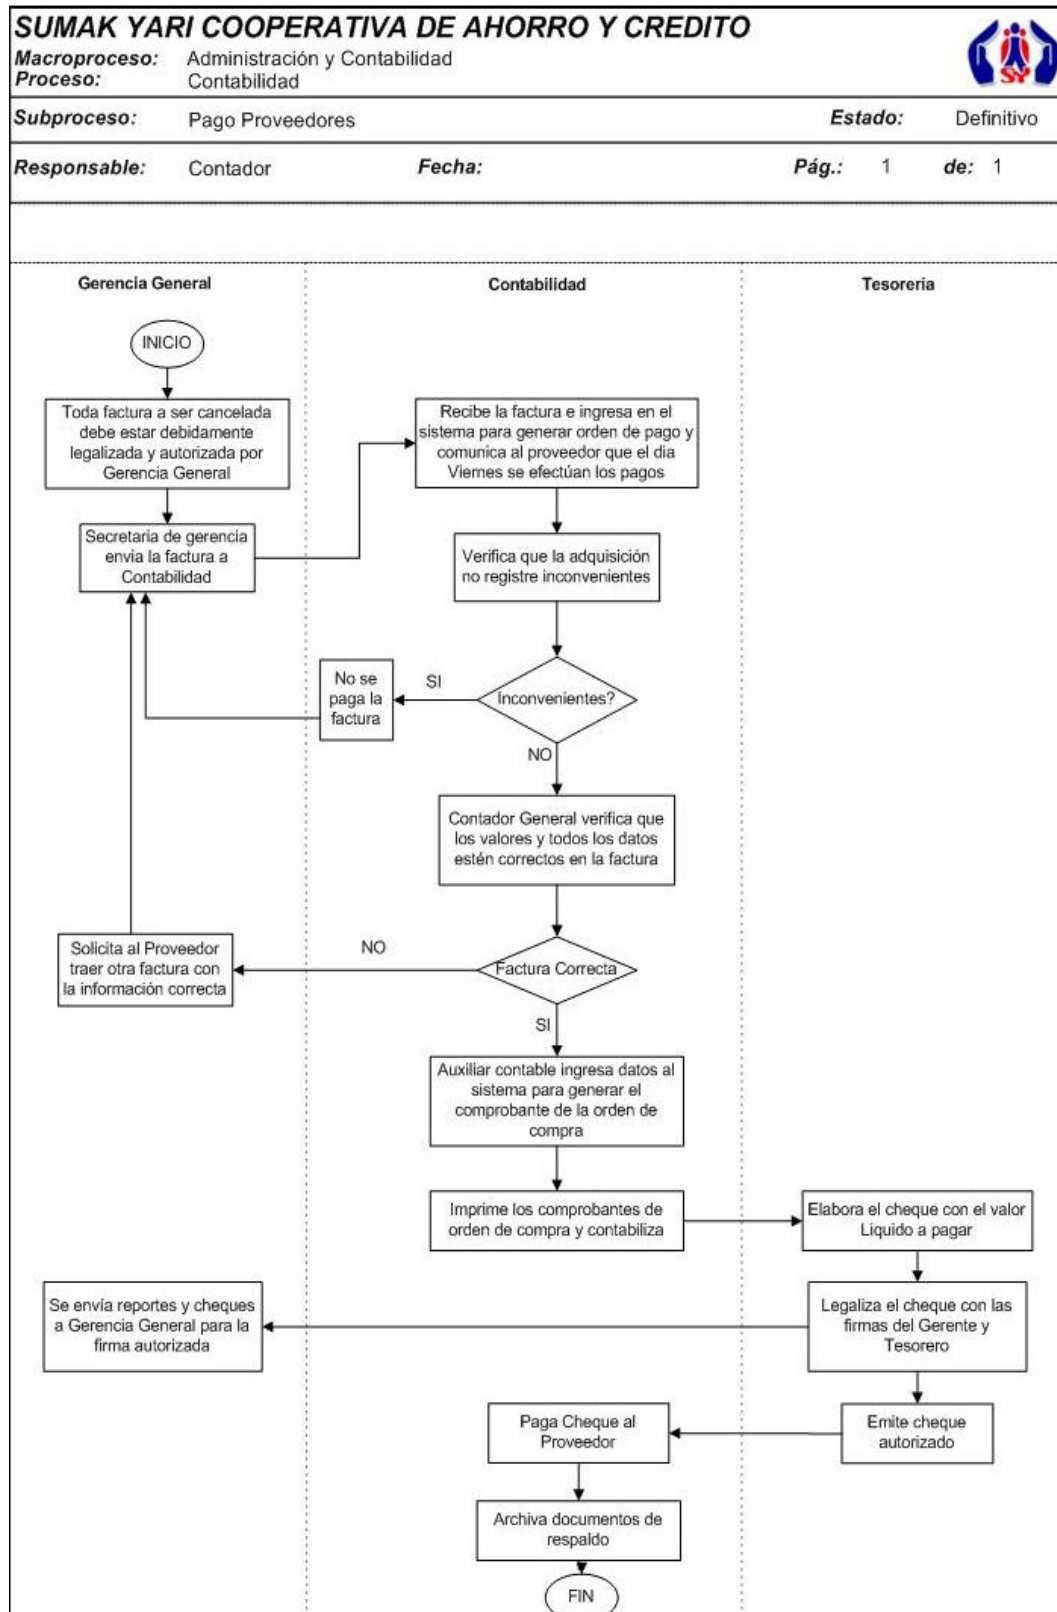 SUMAK YARI COOPERATIVA DE AHORRO Y CREDITO
Macroproceso: Administración y Contabilidad
Proceso: Contabilidad
SY
Subproceso: Pago Proveedores Estado: Definitivo
Responsable: Contador Fecha: Pág.: 1 de: 1
Gerencia General Contabilidad Tesoreria
INICIO
Toda factura a ser cancelada
debe estar debidamente
legalizada y autorizada por
Gerencia General
Recibe la factura e ingresa en el
sistema para generar orden de pago y
comunica al proveedor que el dia
Viernes se efectúan los pagos
Secretaria de gerencia
envia la factura a
Contabilidad
Verifica que la adquisición
no registre inconvenientes
No se
paga la
factura
SI
Inconvenientes?
NO
Contador General verifica que
los valores y todos los datos
estén correctos en la factura
Solicita al Proveedor
traer otra factura con
la información correcta
NO
Factura Correcta
SI
Auxiliar contable ingresa datos al
sistema para generar el
comprobante de la orden de
compra
Imprime los comprobantes de
orden de compra y contabiliza
Elabora el cheque con el valor
Liquido a pagar
Se envía reportes y cheques
a Gerencia General para la
firma autorizada
Legaliza el cheque con las
firmas del Gerente y
Tesorero
Paga Cheque al
Proveedor
Emite cheque
autorizado
Archiva documentos de
respaldo
FIN